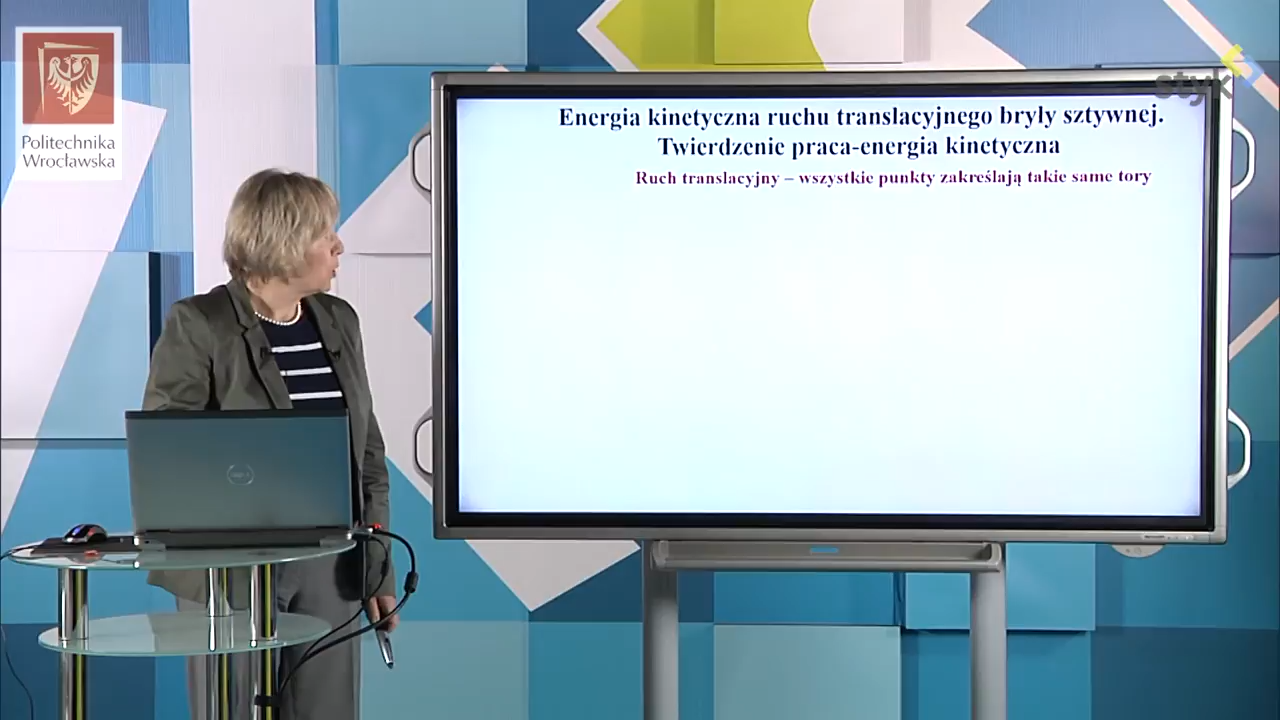 Politechnika
Wrocławska
styk
Energia kinetyczna ruchu translacyjnego bryły sztywnej.
Twierdzenie praca-energia kinetyczna
Ruch translacyjny – wszystkie punkty zakreślają takie same tory